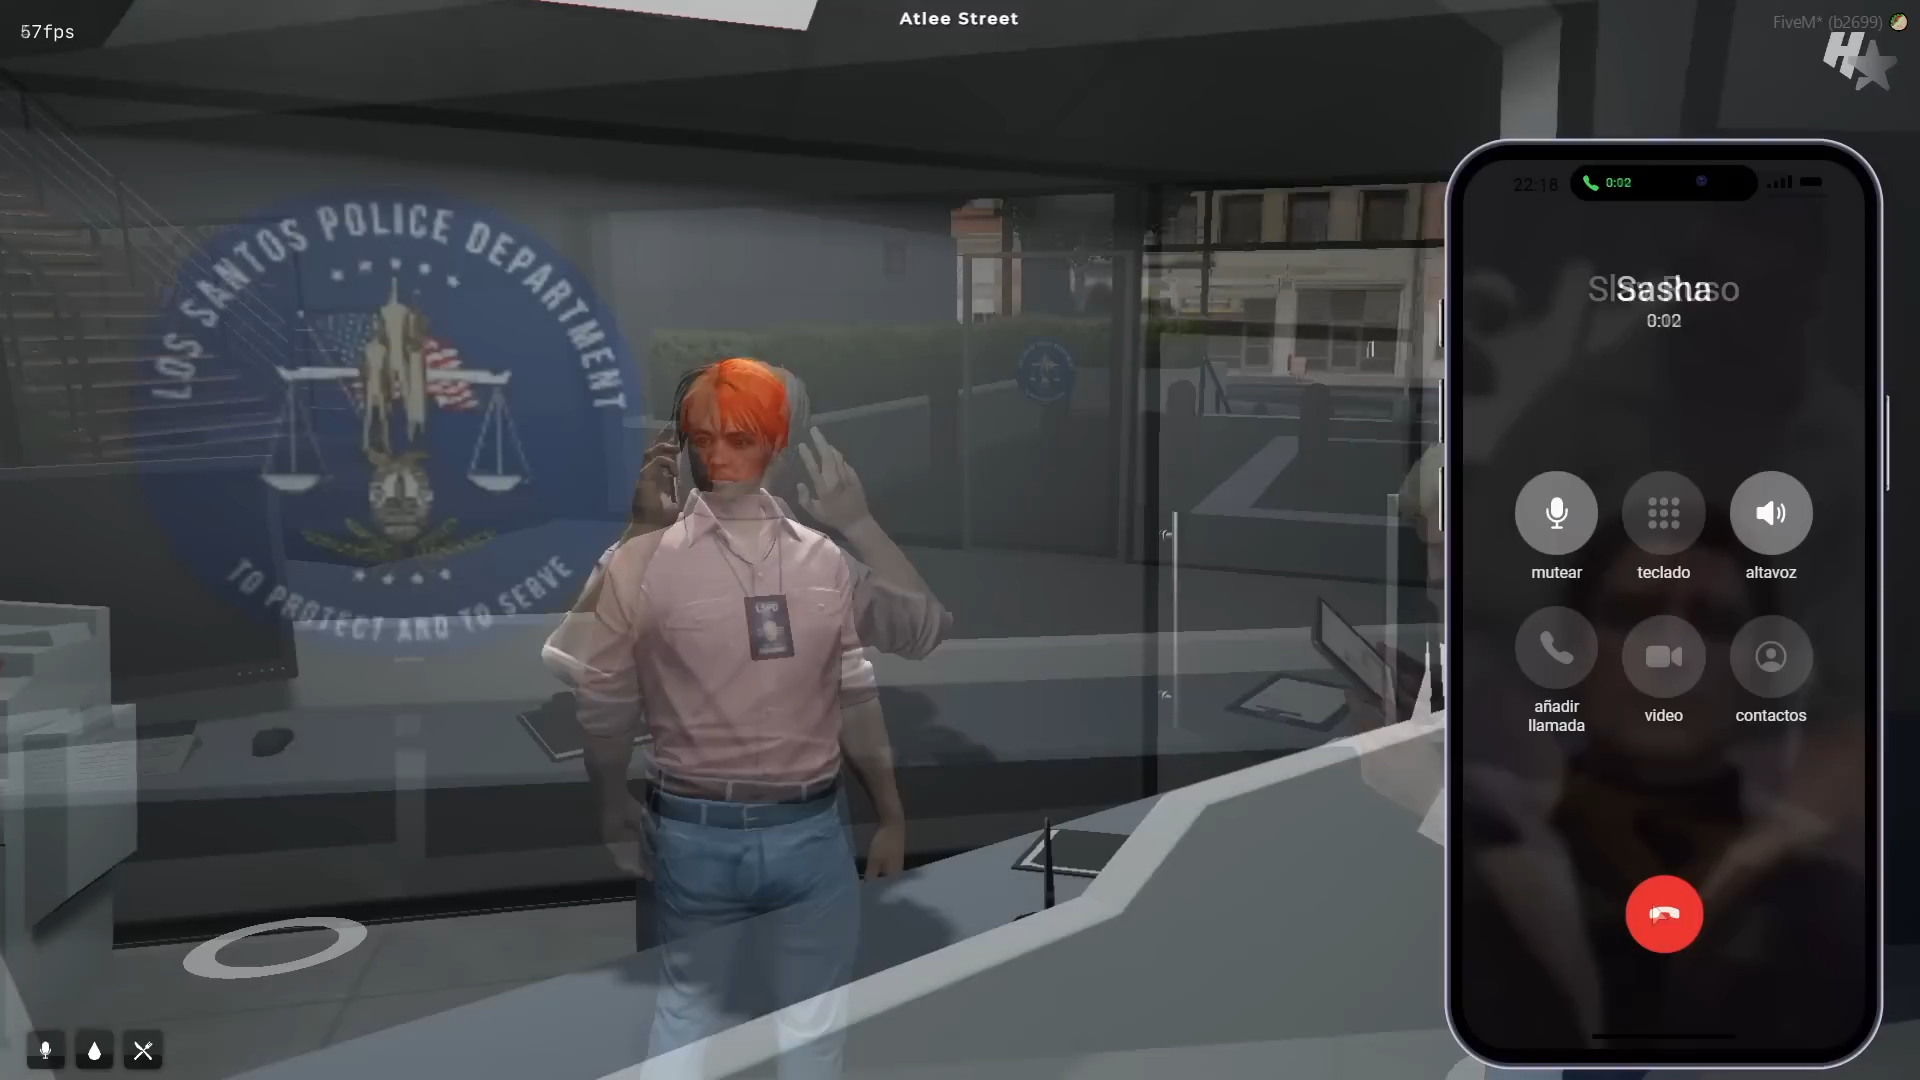 57fps
Atlee Street
FiveM* (b2699)
LOS SANTOS POLICE DEPARTMENT
TO PROTECT AND TO SERVE
LSPD
22:18
0:02
Sasha
0:02
mutear
teclado
altavoz
añadir
llamada
video
contactos